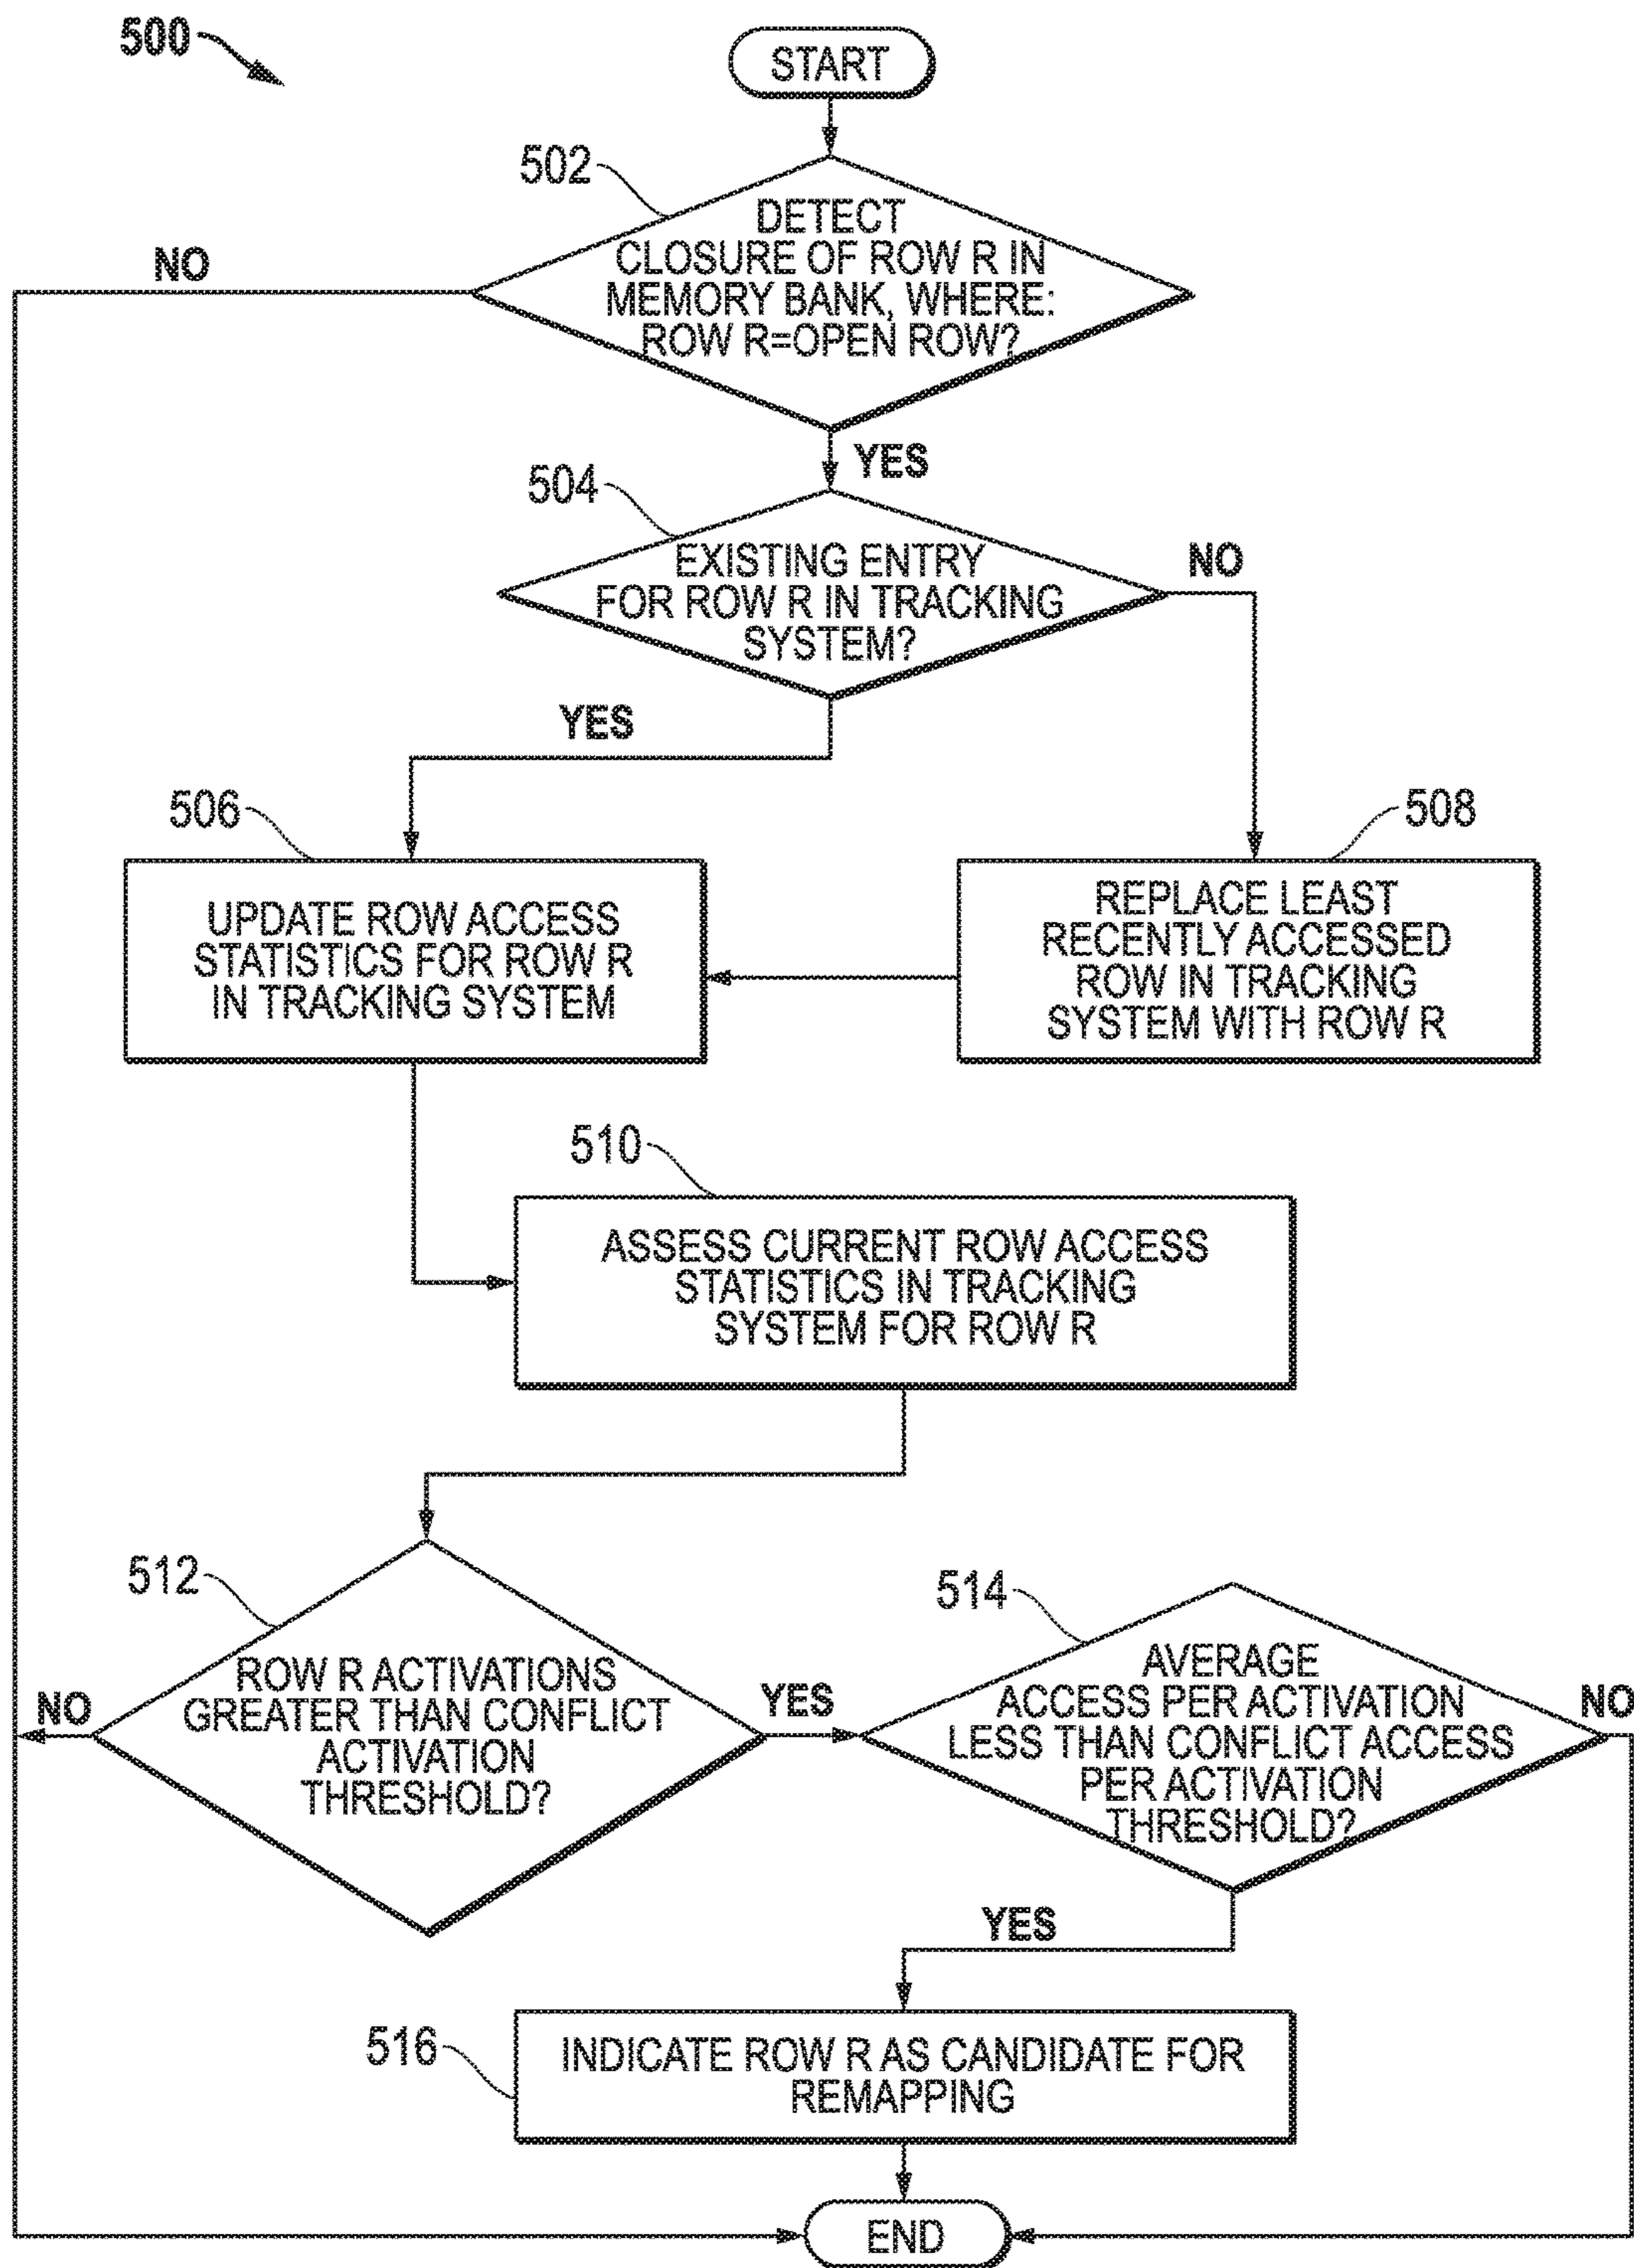 500
START
502
DETECT
CLOSURE OF ROW R IN
MEMORY BANK, WHERE:
ROW R=OPEN ROW?
NO
YES
504
EXISTING ENTRY
FOR ROW R IN TRACKING
SYSTEM?
NO
YES
506
UPDATE ROW ACCESS
STATISTICS FOR ROW R
IN TRACKING SYSTEM
508
REPLACE LEAST
RECENTLY ACCESSED
ROW IN TRACKING
SYSTEM WITH ROW R
510
ASSESS CURRENT ROW ACCESS
STATISTICS IN TRACKING
SYSTEM FOR ROW R
512
ROW R ACTIVATIONS
GREATER THAN CONFLICT
ACTIVATION
THRESHOLD?
NO
YES
514
AVERAGE
ACCESS PER ACTIVATION
LESS THAN CONFLICT ACCESS
PER ACTIVATION
THRESHOLD?
NO
YES
516
INDICATE ROW R AS CANDIDATE FOR
REMAPPING
END